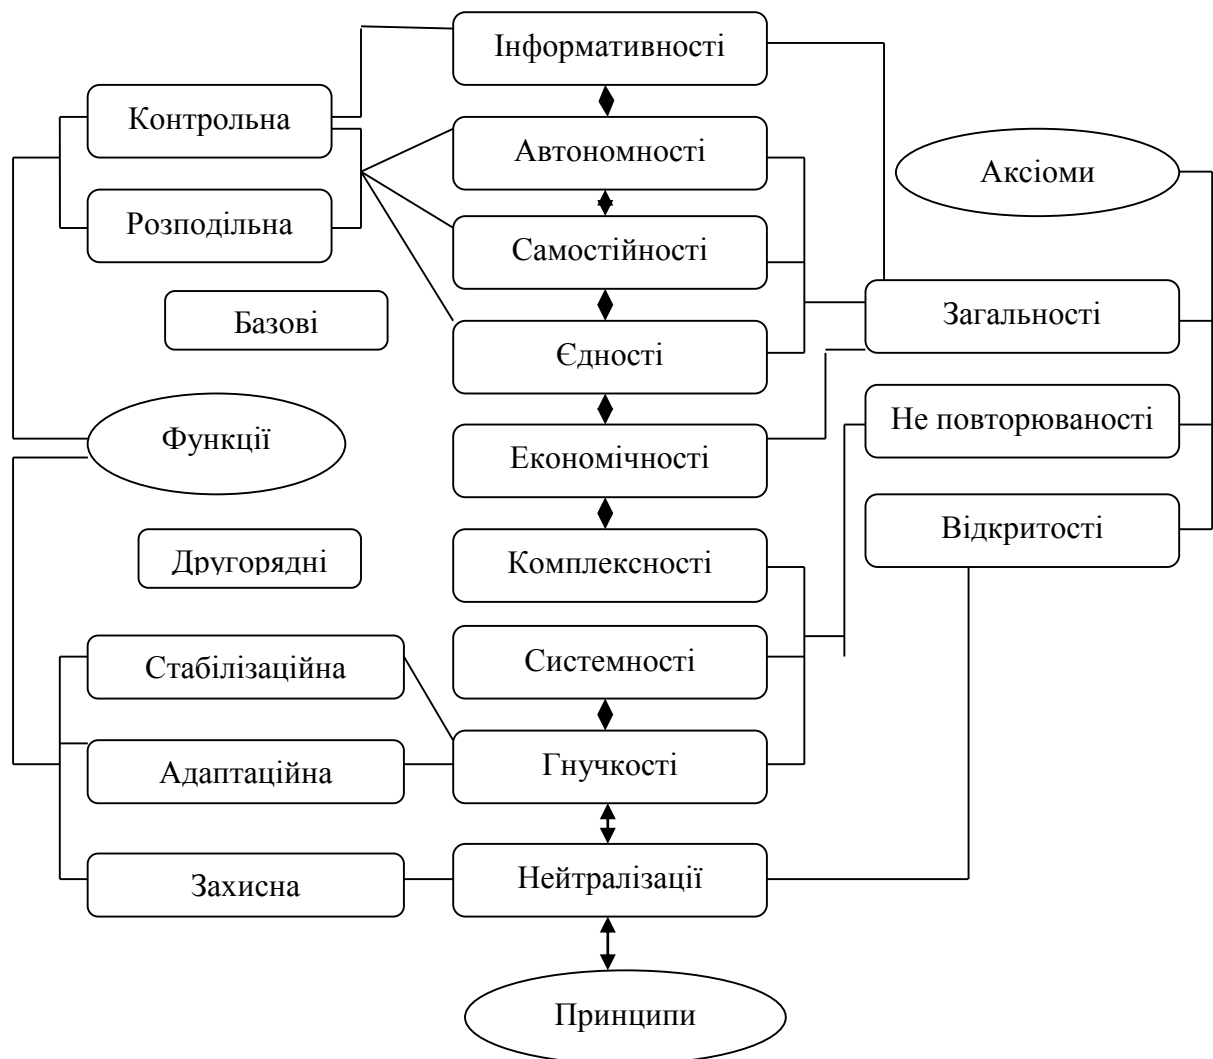 Інформативності
Контрольна
Автономності
Аксіоми
Розподільна
Самостійності
Базові
Загальності
Єдності
Не повторюваності
Функції
Економічності
Відкритості
Другорядні
Комплексності
Стабілізаційна
Системності
Адаптаційна
Гнучкості
Захисна
Нейтралізації
Принципи